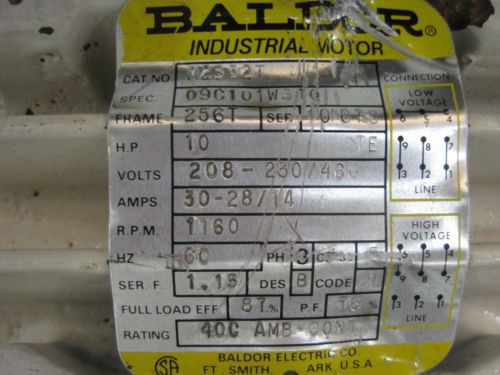 BALDOR
INDUSTRIAL MOTOR
CAT. NO
SPEC.
FRAME 256T SER.
H.P. 10
VOLTS 208-230/460
AMPS. 30-28/14
R.P.M. 1160
HZ 60 PH 3
SER. F. 1.15 DES B CODE
FULL LOAD EFF. 87 % P.F. %
RATING 40C AMB-CONT
BALDOR ELECTRIC CO.
FT. SMITH, ARK. U.S.A.
CONNECTION
LOW
VOLTAGE
6 5 4
9 8 7
3 2 1
LINE
HIGH
VOLTAGE
6 5 4
9 8 7
3 2 1
LINE